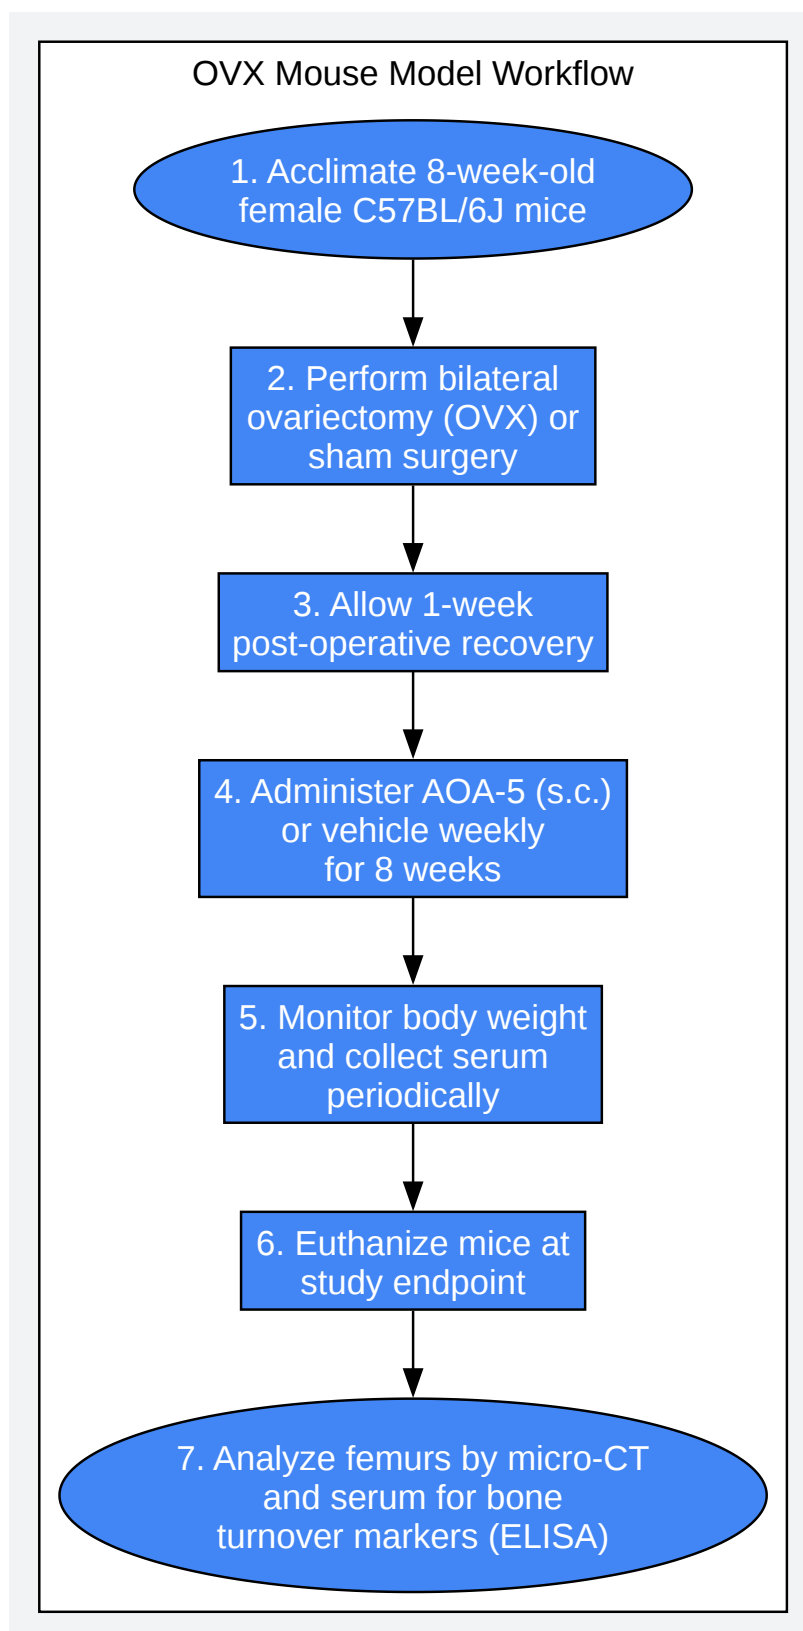 OVX Mouse Model Workflow
1. Acclimate 8-week-old
female C57BL/6J mice
2. Perform bilateral
ovariectomy (OVX) or
sham surgery
3. Allow 1-week
post-operative recovery
4. Administer AOA-5 (s.c.)
or vehicle weekly
for 8 weeks
5. Monitor body weight
and collect serum
periodically
6. Euthanize mice at
study endpoint
7. Analyze femurs by micro-CT
and serum for bone
turnover markers (ELISA)